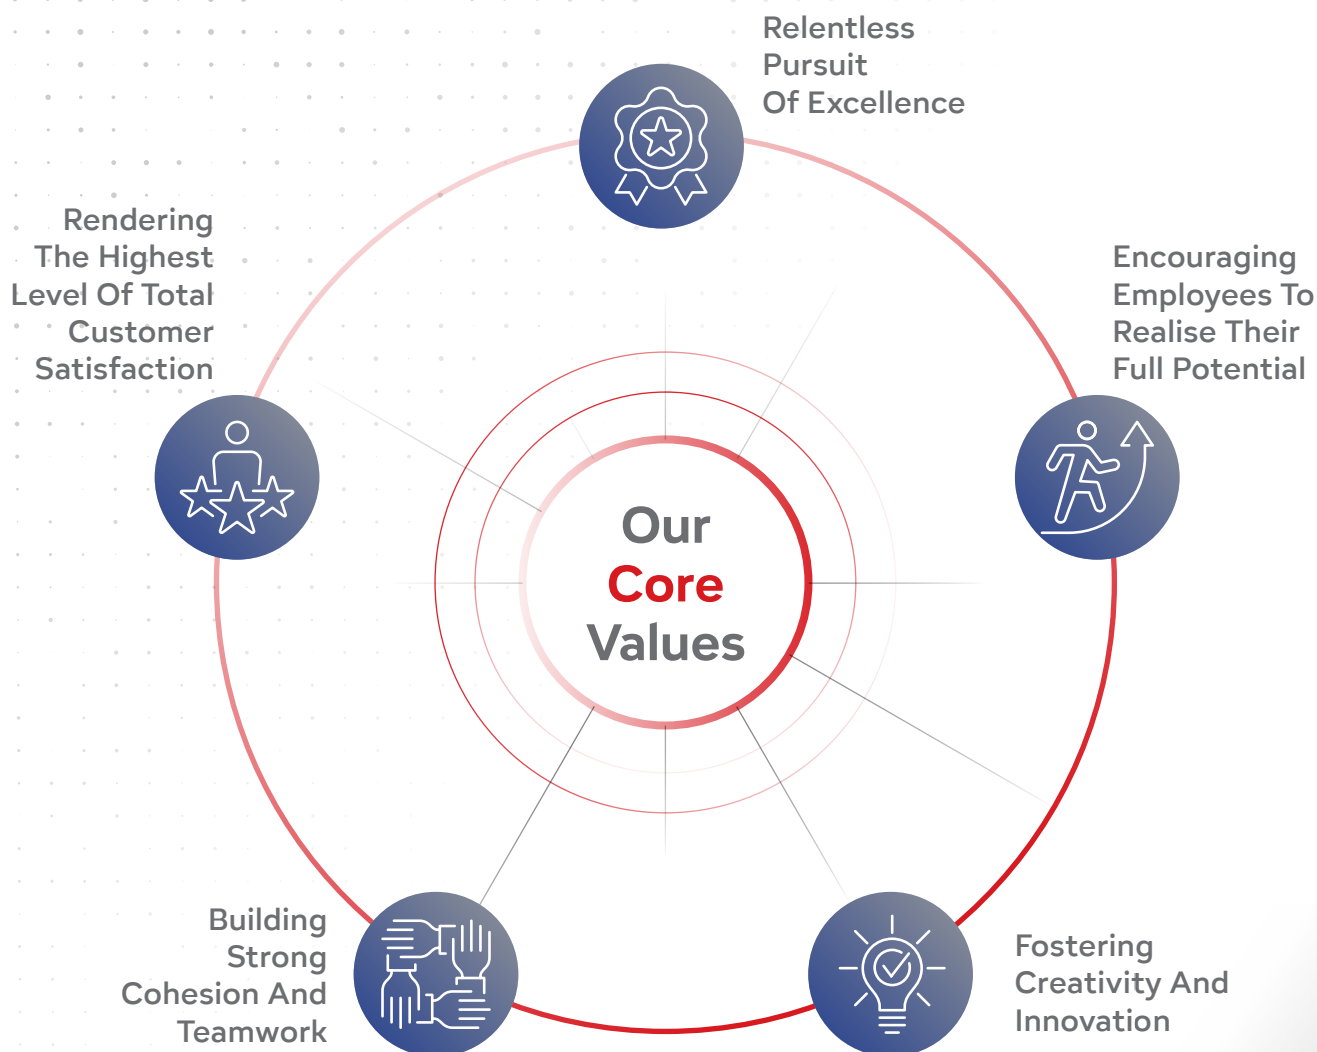 Relentless
Pursuit
Of Excellence
Rendering
The Highest
Level Of Total
Customer
Satisfaction
Encouraging
Employees To
Realise Their
Full Potential
Our
Core
Values
Building
Strong
Cohesion And
Teamwork
Fostering
Creativity And
Innovation